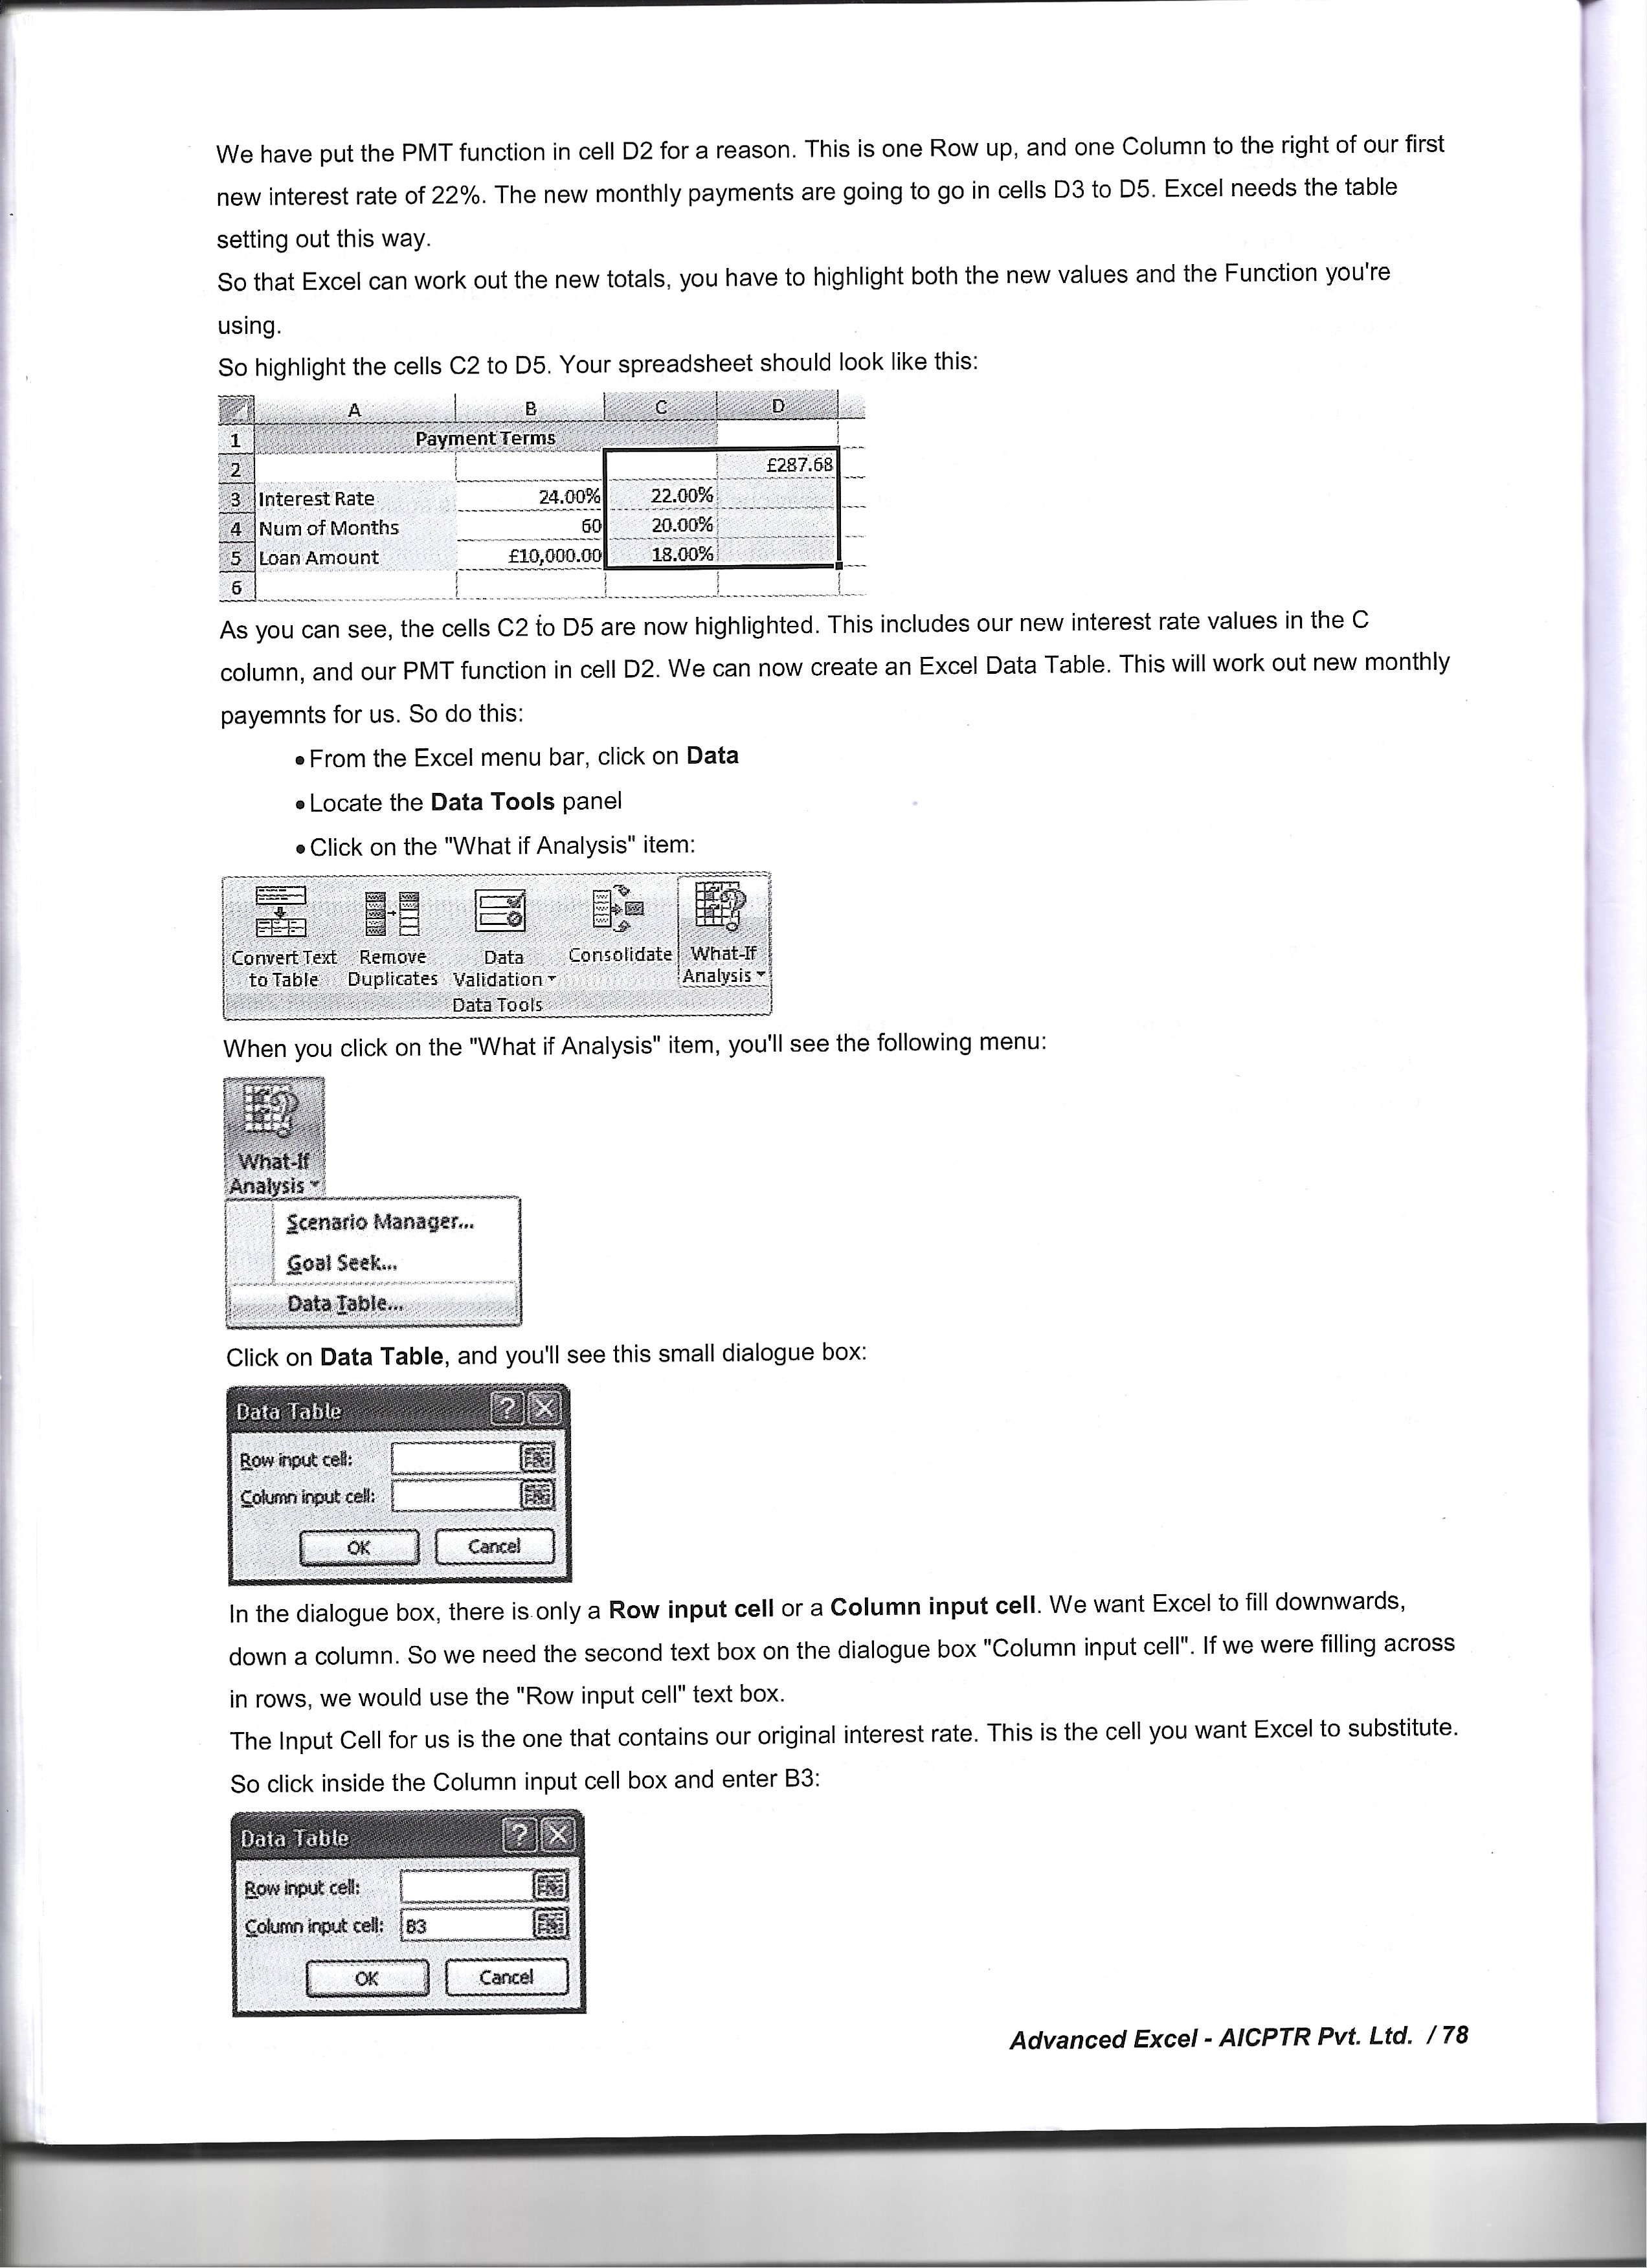 We have put the PMT function in cell D2 for a reason. This is one Row up, and one Column to the right of our first
new interest rate of 22%. The new monthly payments are going to go in cells D3 to D5. Excel needs the table
setting out this way.
So that Excel can work out the new totals, you have to highlight both the new values and the Function you're
using.
So highlight the cells C2 to D5. Your spreadsheet should look like this:
A B C D
1 Payment Terms
2 £287.68
3 Interest Rate 24.00% 22.00%
4 Num of Months 60 20.00%
5 Loan Amount £10,000.00 18.00%
6
As you can see, the cells C2 to D5 are now highlighted. This includes our new interest rate values in the C
column, and our PMT function in cell D2. We can now create an Excel Data Table. This will work out new monthly
payemnts for us. So do this:
• From the Excel menu bar, click on Data
• Locate the Data Tools panel
• Click on the "What if Analysis" item:
Convert Text Remove Data Consolidate What-If
to Table Duplicates Validation Analysis
Data Tools
When you click on the "What if Analysis" item, you'll see the following menu:
What-If
Analysis
Scenario Manager...
Goal Seek...
Data Table...
Click on Data Table, and you'll see this small dialogue box:
Data Table ? X
Row input cell:
Column input cell:
OK Cancel
In the dialogue box, there is only a Row input cell or a Column input cell. We want Excel to fill downwards,
down a column. So we need the second text box on the dialogue box "Column input cell". If we were filling across
in rows, we would use the "Row input cell" text box.
The Input Cell for us is the one that contains our original interest rate. This is the cell you want Excel to substitute.
So click inside the Column input cell box and enter B3:
Data Table ? X
Row input cell:
Column input cell: B3
OK Cancel
Advanced Excel - AICPTR Pvt. Ltd. / 78